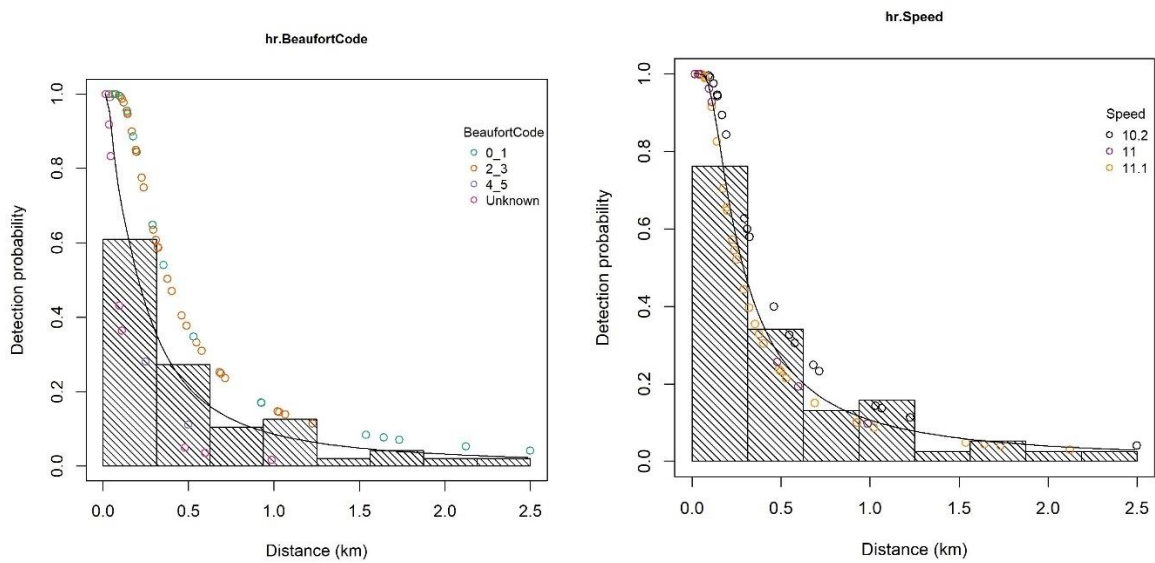 hr.BeaufortCode
Detection probability
1.0
0.8
0.6
0.4
0.2
0.0
BeaufortCode
0_1
2_3
4_5
Unknown
0.0 0.5 1.0 1.5 2.0 2.5
Distance (km)
hr.Speed
Detection probability
1.0
0.8
0.6
0.4
0.2
0.0
Speed
10.2
11
11.1
0.0 0.5 1.0 1.5 2.0 2.5
Distance (km)